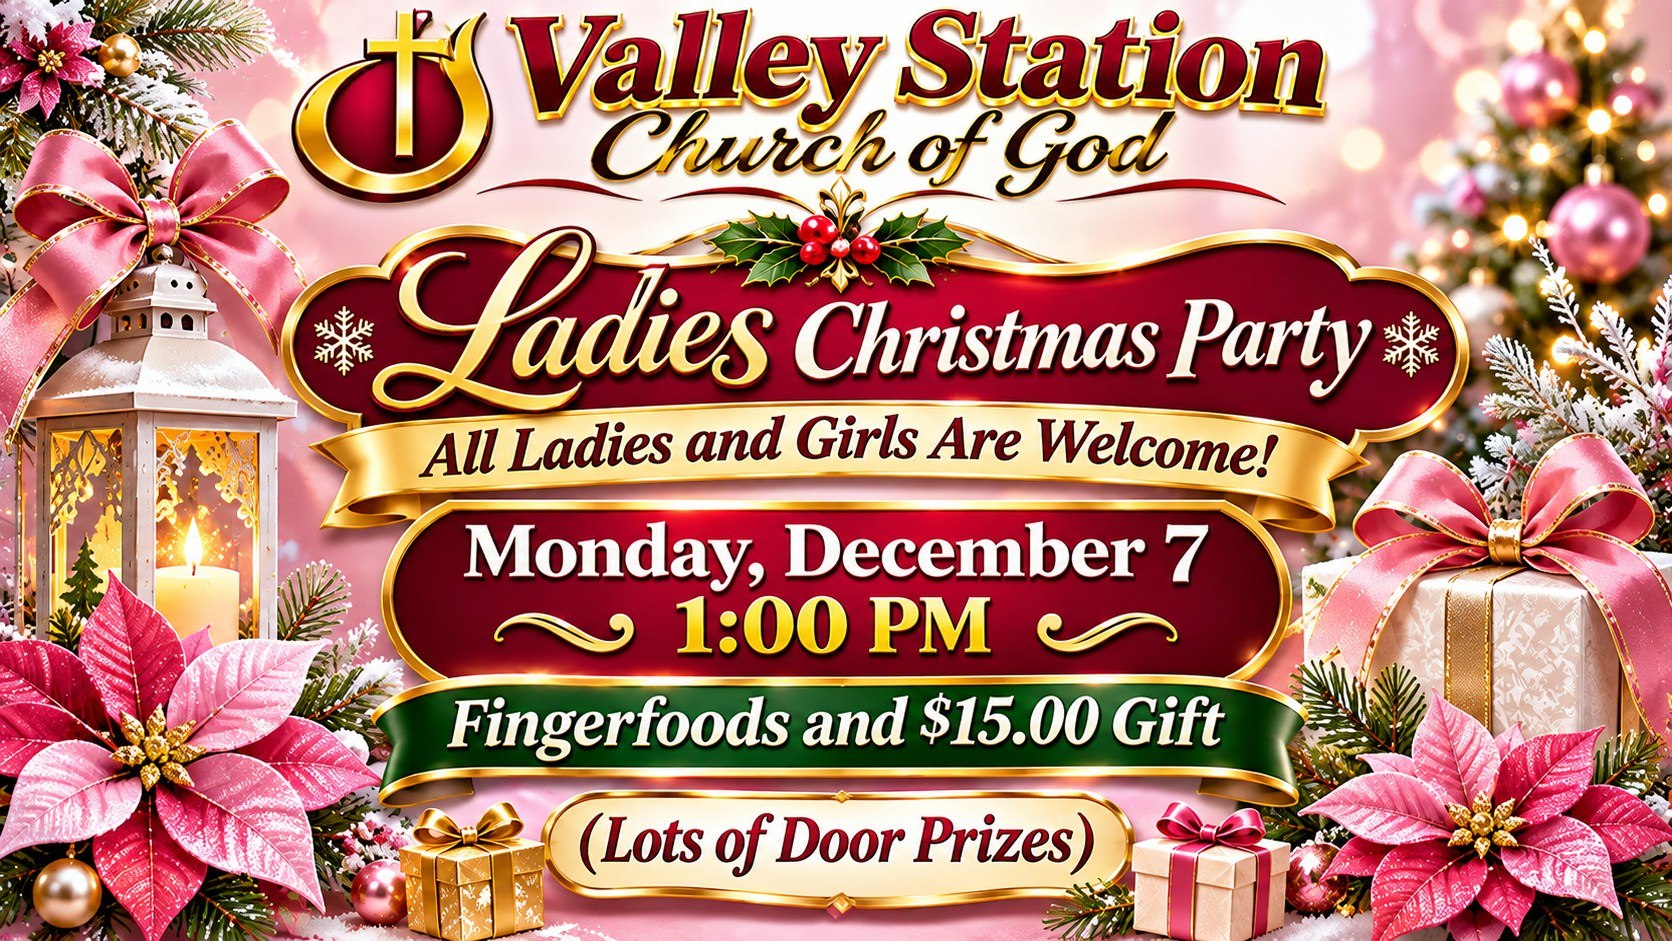 Valley Station
Church of God
Ladies Christmas Party
All Ladies and Girls Are Welcome!
Monday, December 7
1:00 PM
Fingerfoods and $15.00 Gift
(Lots of Door Prizes)